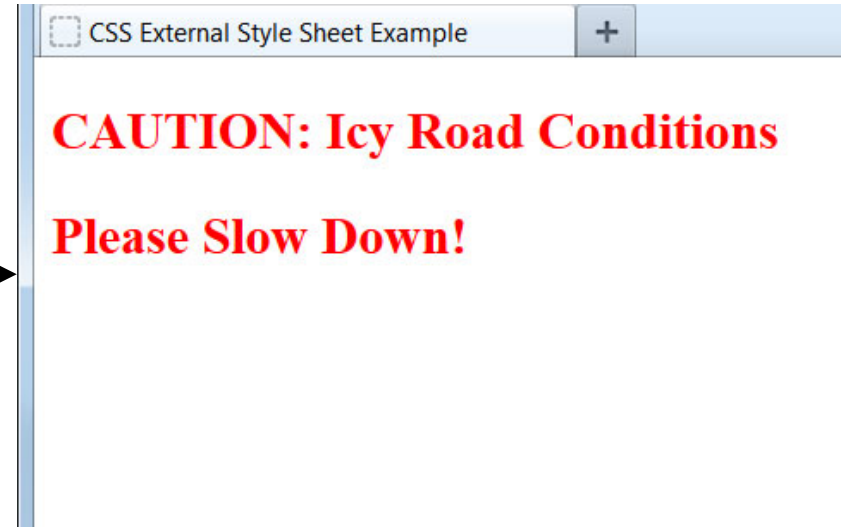 CSS External Style Sheet Example
CAUTION: Icy Road Conditions
Please Slow Down!